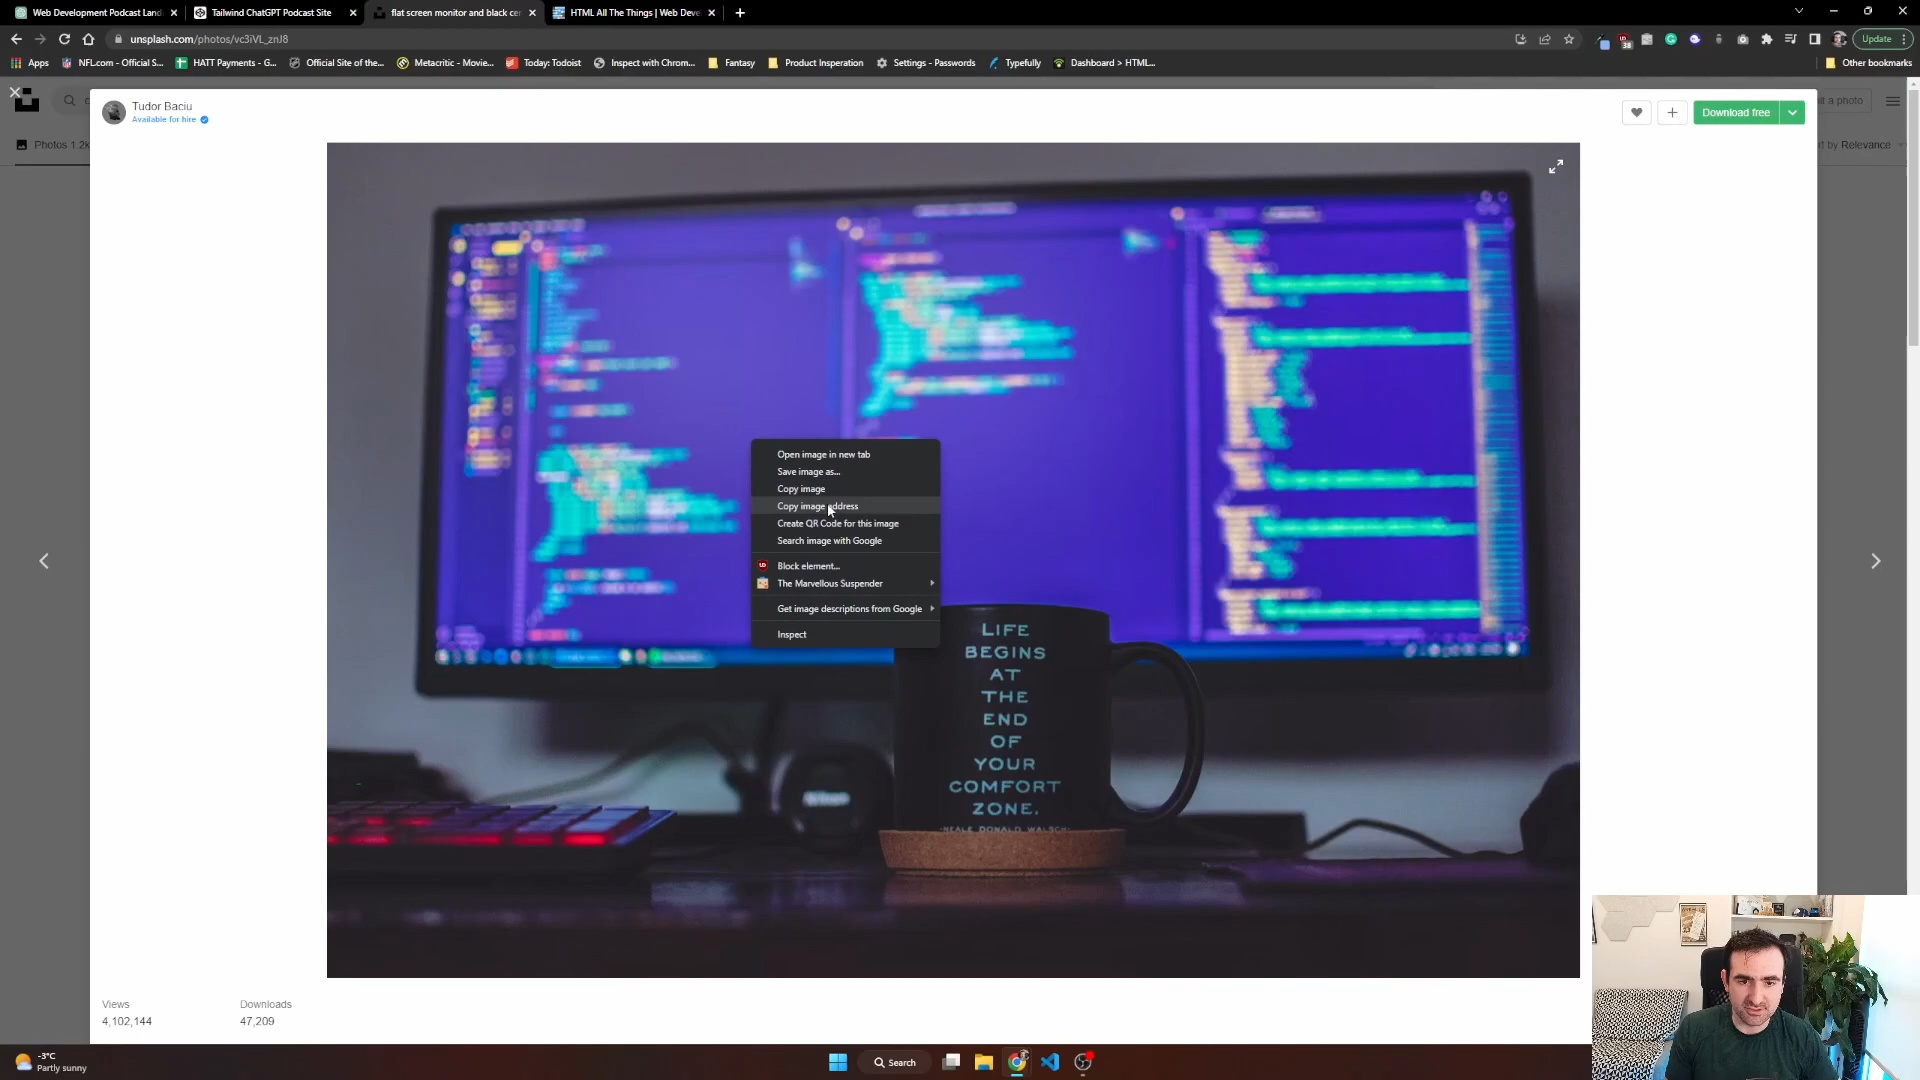 Web Development Podcast Land
Tailwind ChatGPT Podcast Site
flat screen monitor and black cer
HTML All The Things | Web Deve
unsplash.com/photos/vc3iVL_znJ8
38
Update
Apps
NFL.com - Official S...
HATT Payments - G...
Official Site of the...
Metacritic - Movie...
Today: Todoist
Inspect with Chrom...
Fantasy
Product Insperation
Settings - Passwords
Typefully
Dashboard > HTML...
Other bookmarks
Tudor Baciu
Available for hire
Download free
it a photo
Photos 1.2k
rt by Relevance
Open image in new tab
Save image as...
Copy image
Copy image address
Create QR Code for this image
Search image with Google
Block element...
The Marvellous Suspender
Get image descriptions from Google
Inspect
LIFE
BEGINS
AT
THE
END
OF
YOUR
COMFORT
ZONE.
-NEALE DONALD WALSCH-
Views
4,102,144
Downloads
47,209
-3°C
Partly sunny
Search